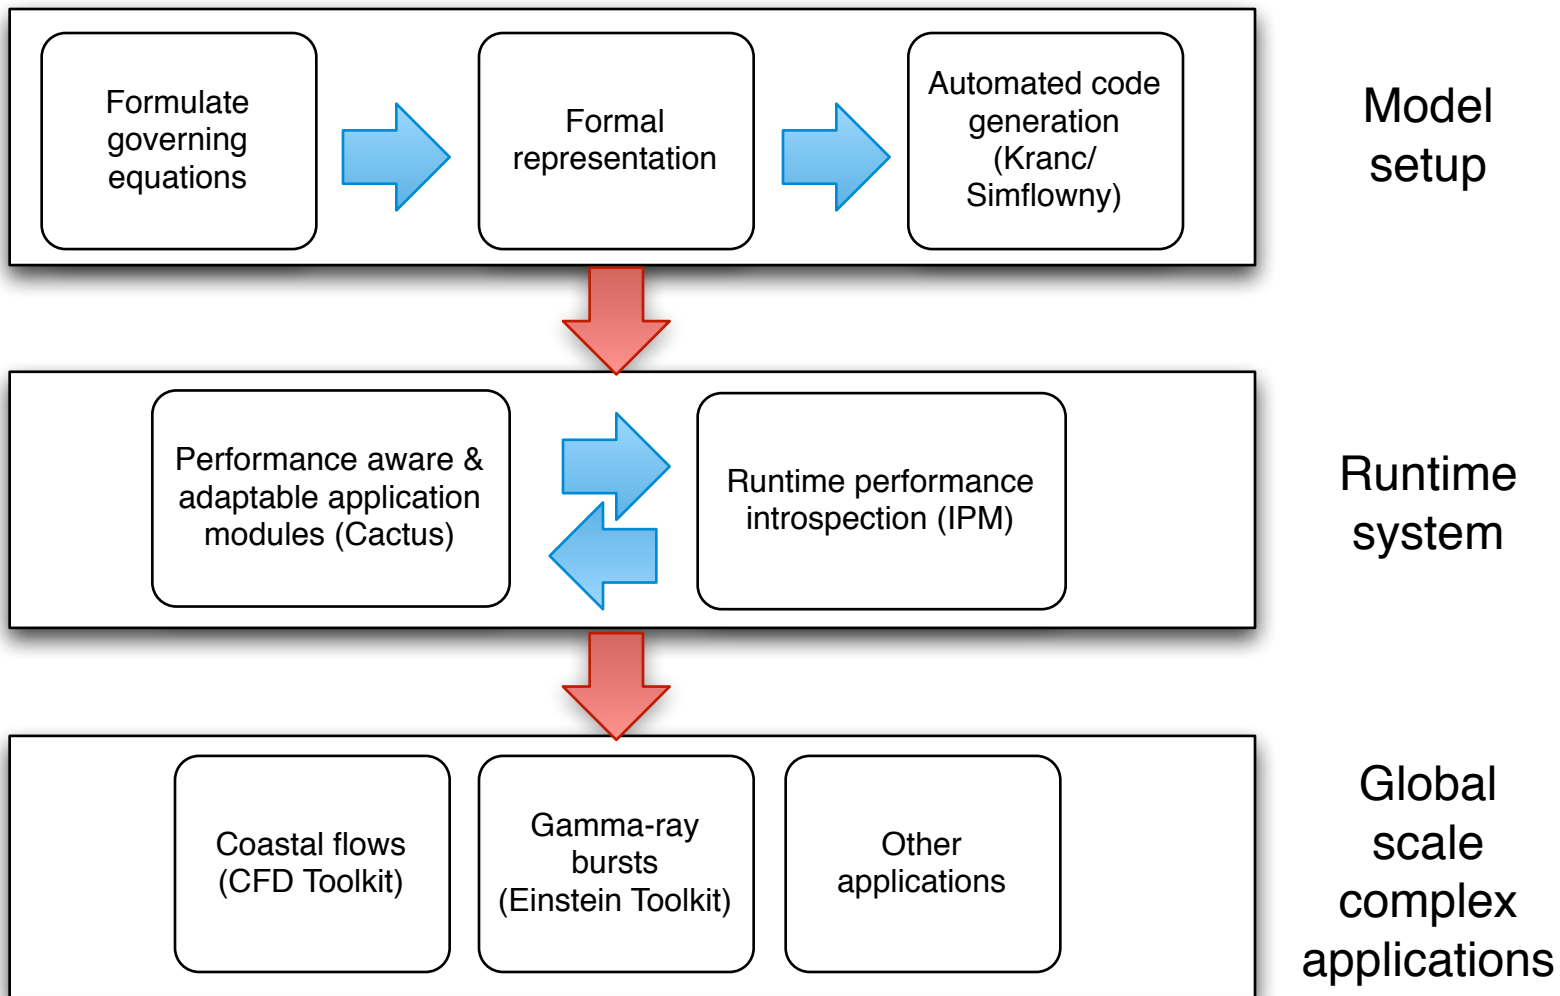 Formulate
governing
equations
Formal
representation
Automated code
generation
(Kranc/
Simflowny)
Model
setup
Performance aware &
adaptable application
modules (Cactus)
Runtime performance
introspection (IPM)
Runtime
system
Coastal flows
(CFD Toolkit)
Gamma-ray
bursts
(Einstein Toolkit)
Other
applications
Global
scale
complex
applications